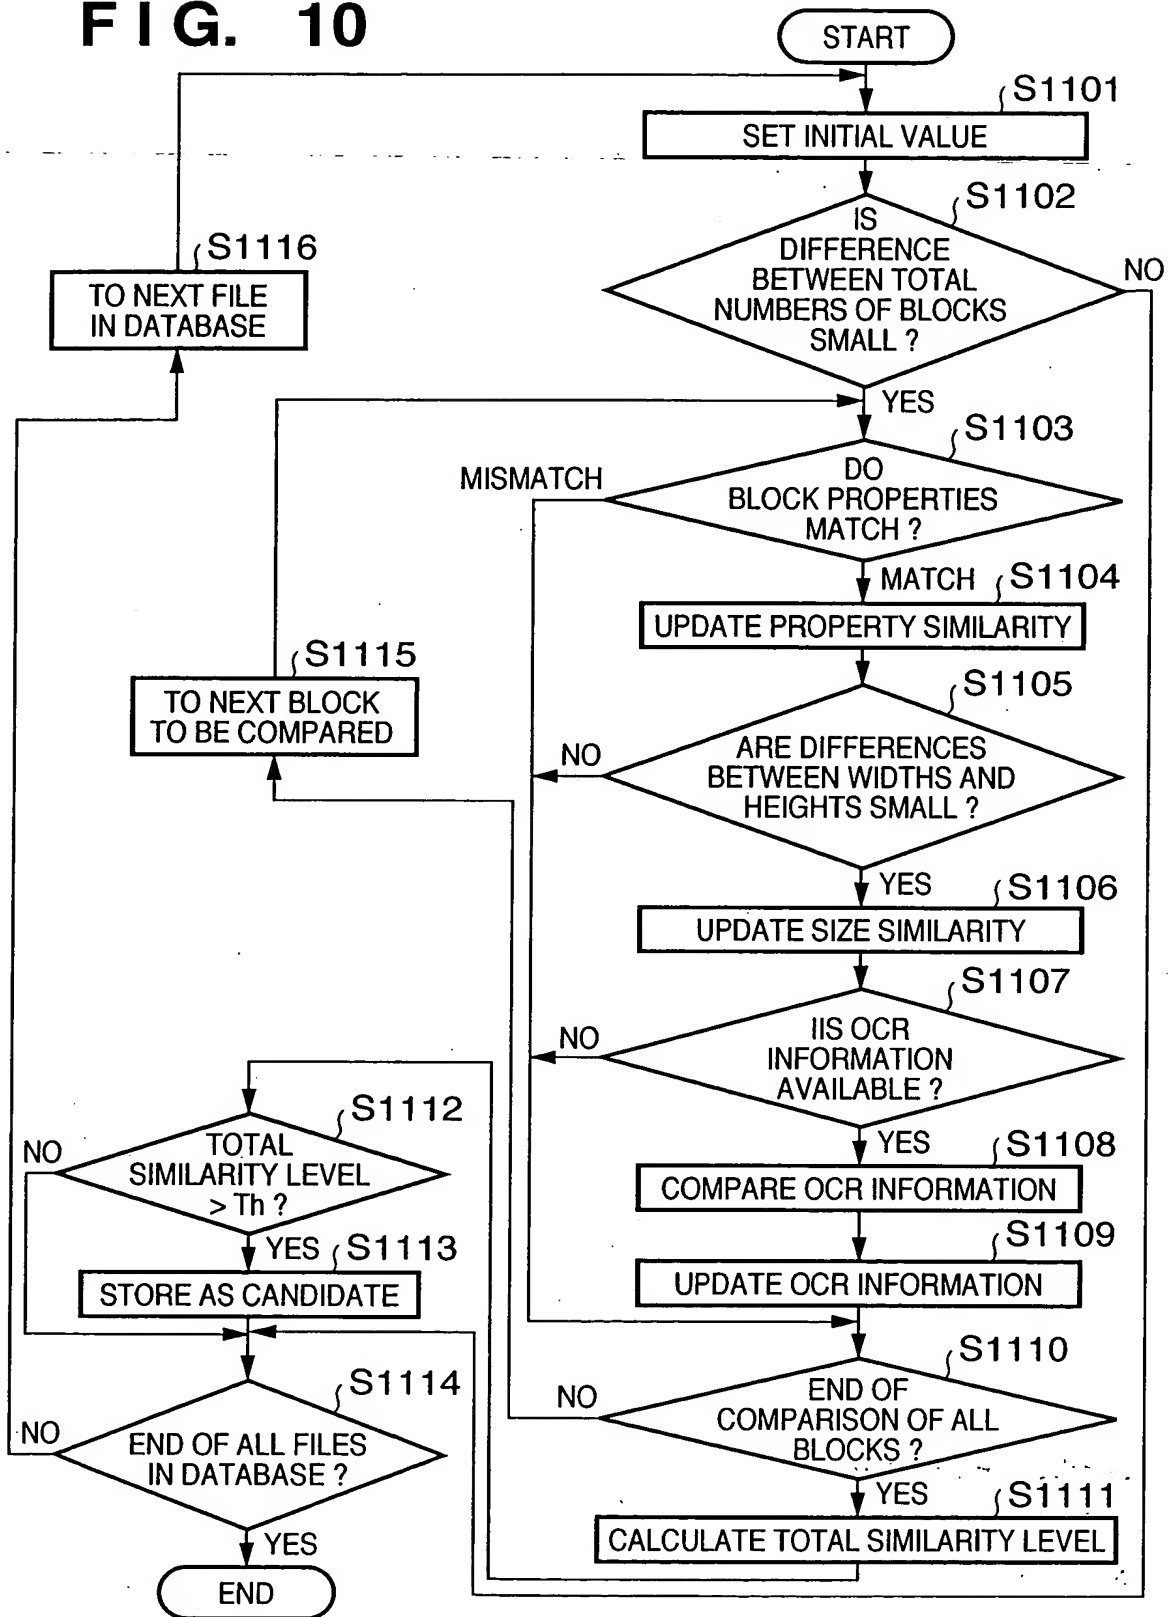 FIG. 10
START
S1101
SET INITIAL VALUE
S1102
IS
DIFFERENCE
BETWEEN TOTAL
NUMBERS OF BLOCKS
SMALL ?
NO
YES
S1116
TO NEXT FILE
IN DATABASE
S1103
DO
BLOCK PROPERTIES
MATCH ?
MISMATCH
MATCH
S1104
UPDATE PROPERTY SIMILARITY
S1115
TO NEXT BLOCK
TO BE COMPARED
S1105
ARE DIFFERENCES
BETWEEN WIDTHS AND
HEIGHTS SMALL ?
NO
YES
S1106
UPDATE SIZE SIMILARITY
S1107
IIS OCR
INFORMATION
AVAILABLE ?
NO
YES
S1108
COMPARE OCR INFORMATION
S1109
UPDATE OCR INFORMATION
S1110
END OF
COMPARISON OF ALL
BLOCKS ?
NO
YES
S1111
CALCULATE TOTAL SIMILARITY LEVEL
S1112
TOTAL
SIMILARITY LEVEL
> Th ?
NO
YES
S1113
STORE AS CANDIDATE
S1114
END OF ALL FILES
IN DATABASE ?
NO
YES
END